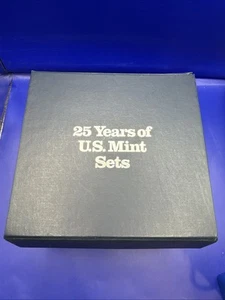 25 Years of
U.S. Mint
Sets